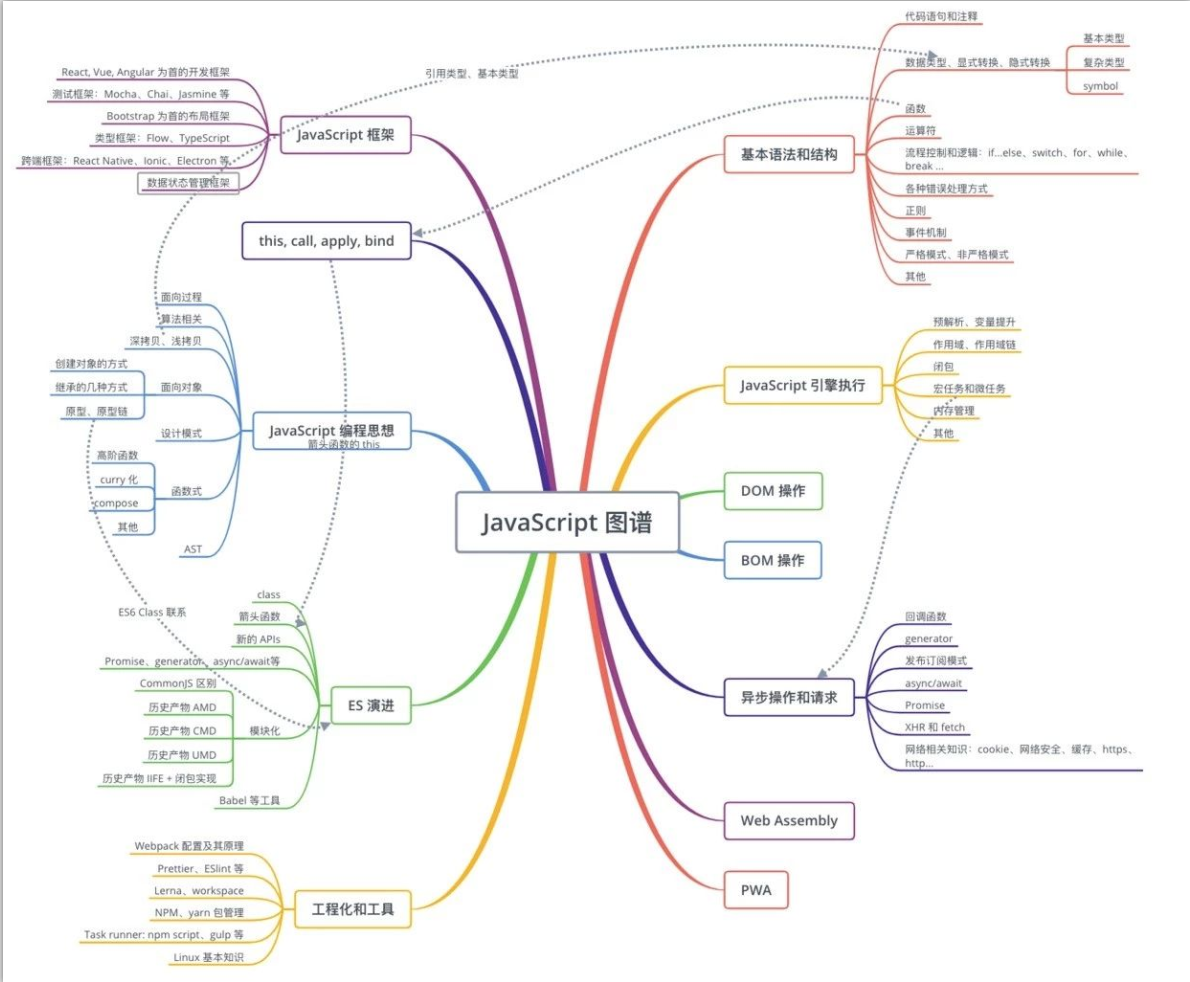 JavaScript 图谱
基本语法和结构
代码语句和注释
数据类型、显式转换、隐式转换
基本类型
复杂类型
symbol
函数
运算符
流程控制和逻辑：if...else、switch、for、while、
break ...
各种错误处理方式
正则
事件机制
严格模式、非严格模式
其他
JavaScript 引擎执行
预解析、变量提升
作用域、作用域链
闭包
宏任务和微任务
内存管理
其他
DOM 操作
BOM 操作
异步操作和请求
回调函数
generator
发布订阅模式
async/await
Promise
XHR 和 fetch
网络相关知识：cookie、网络安全、缓存、https、
http...
Web Assembly
PWA
JavaScript 框架
React, Vue, Angular 为首的开发框架
测试框架：Mocha、Chai、Jasmine 等
Bootstrap 为首的布局框架
类型框架：Flow、TypeScript
跨端框架：React Native、Ionic、Electron 等
数据状态管理框架
引用类型、基本类型
this, call, apply, bind
JavaScript 编程思想
箭头函数的 this
面向过程
算法相关
深拷贝、浅拷贝
面向对象
创建对象的方式
继承的几种方式
原型、原型链
设计模式
函数式
高阶函数
curry 化
compose
其他
AST
ES6 Class 联系
ES 演进
class
箭头函数
新的 APIs
Promise、generator、async/await等
模块化
CommonJS 区别
历史产物 AMD
历史产物 CMD
历史产物 UMD
历史产物 IIFE + 闭包实现
Babel 等工具
工程化和工具
Webpack 配置及其原理
Prettier、ESlint 等
Lerna、workspace
NPM、yarn 包管理
Task runner: npm script、gulp 等
Linux 基本知识